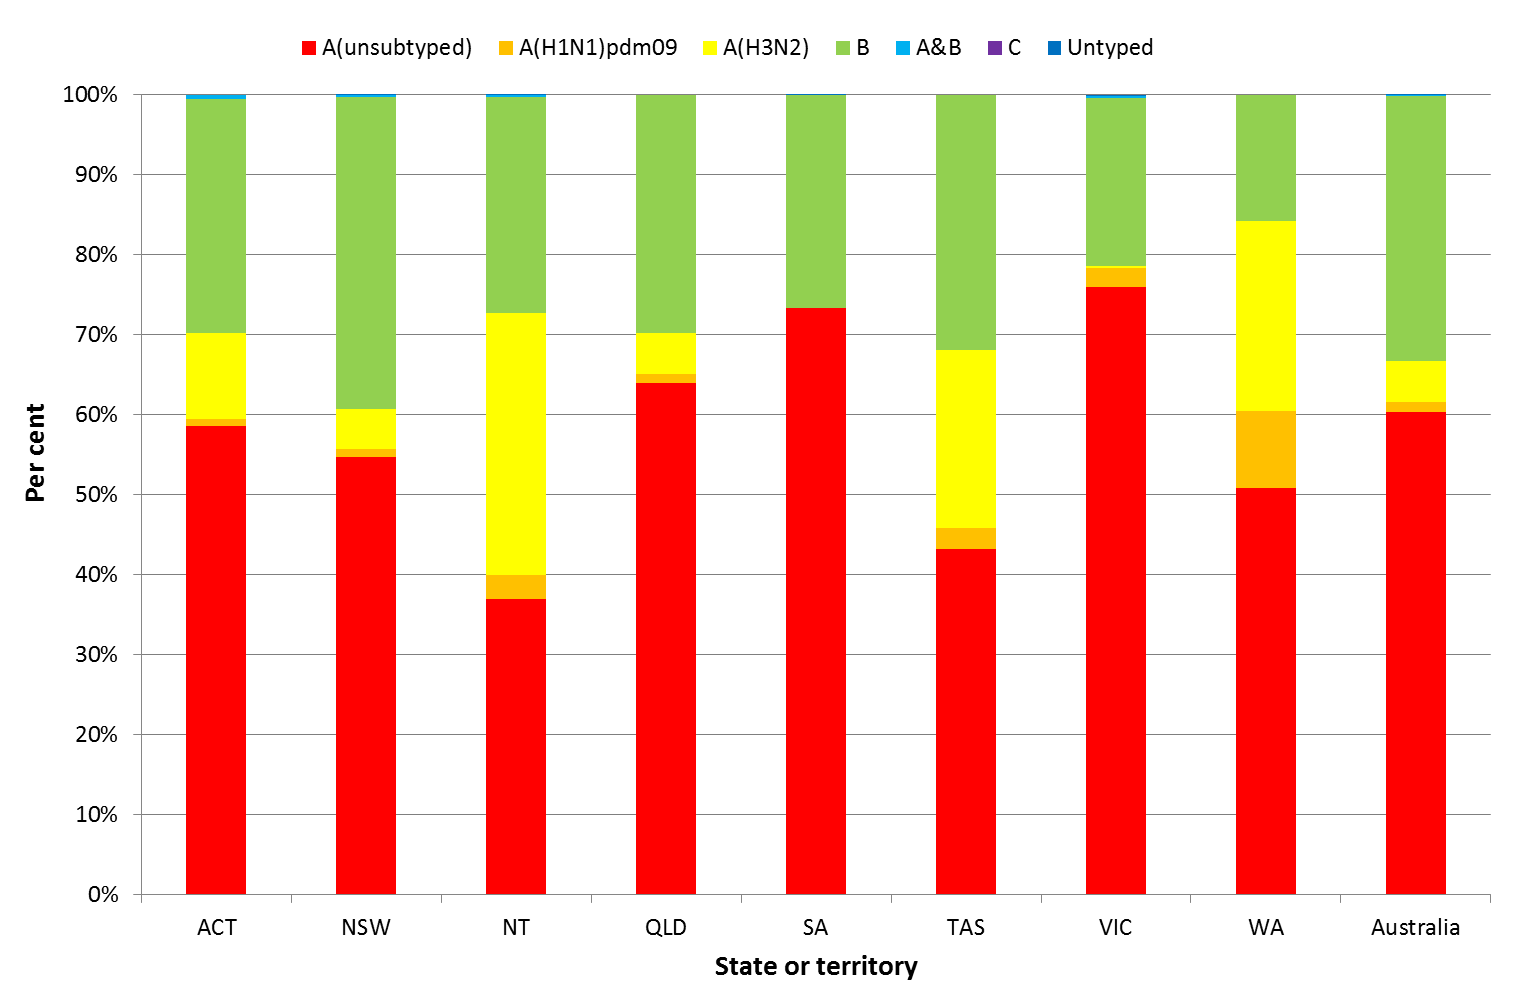 A(unsubtyped) A(H1N1)pdm09 A(H3N2) B A&B C Untyped
100%
90%
80%
70%
60%
50%
40%
30%
20%
10%
0%
Per cent
ACT NSW NT QLD SA TAS VIC WA Australia
State or territory